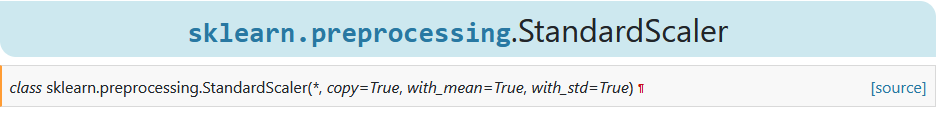 sklearn.preprocessing.StandardScaler
class sklearn.preprocessing.StandardScaler(*, copy=True, with_mean=True, with_std=True) ¶ [source]